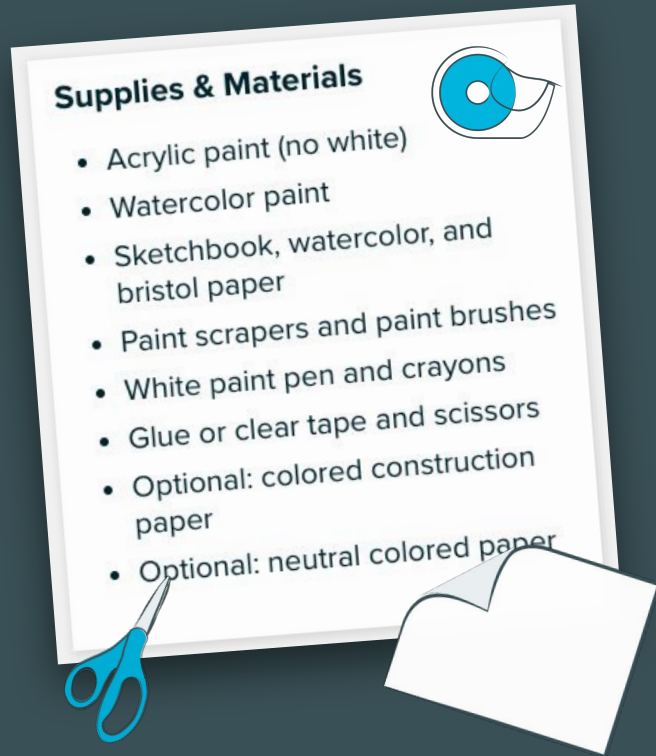 Supplies & Materials
• Acrylic paint (no white)
• Watercolor paint
• Sketchbook, watercolor, and
bristol paper
• Paint scrapers and paint brushes
• White paint pen and crayons
• Glue or clear tape and scissors
• Optional: colored construction
paper
• Optional: neutral colored paper